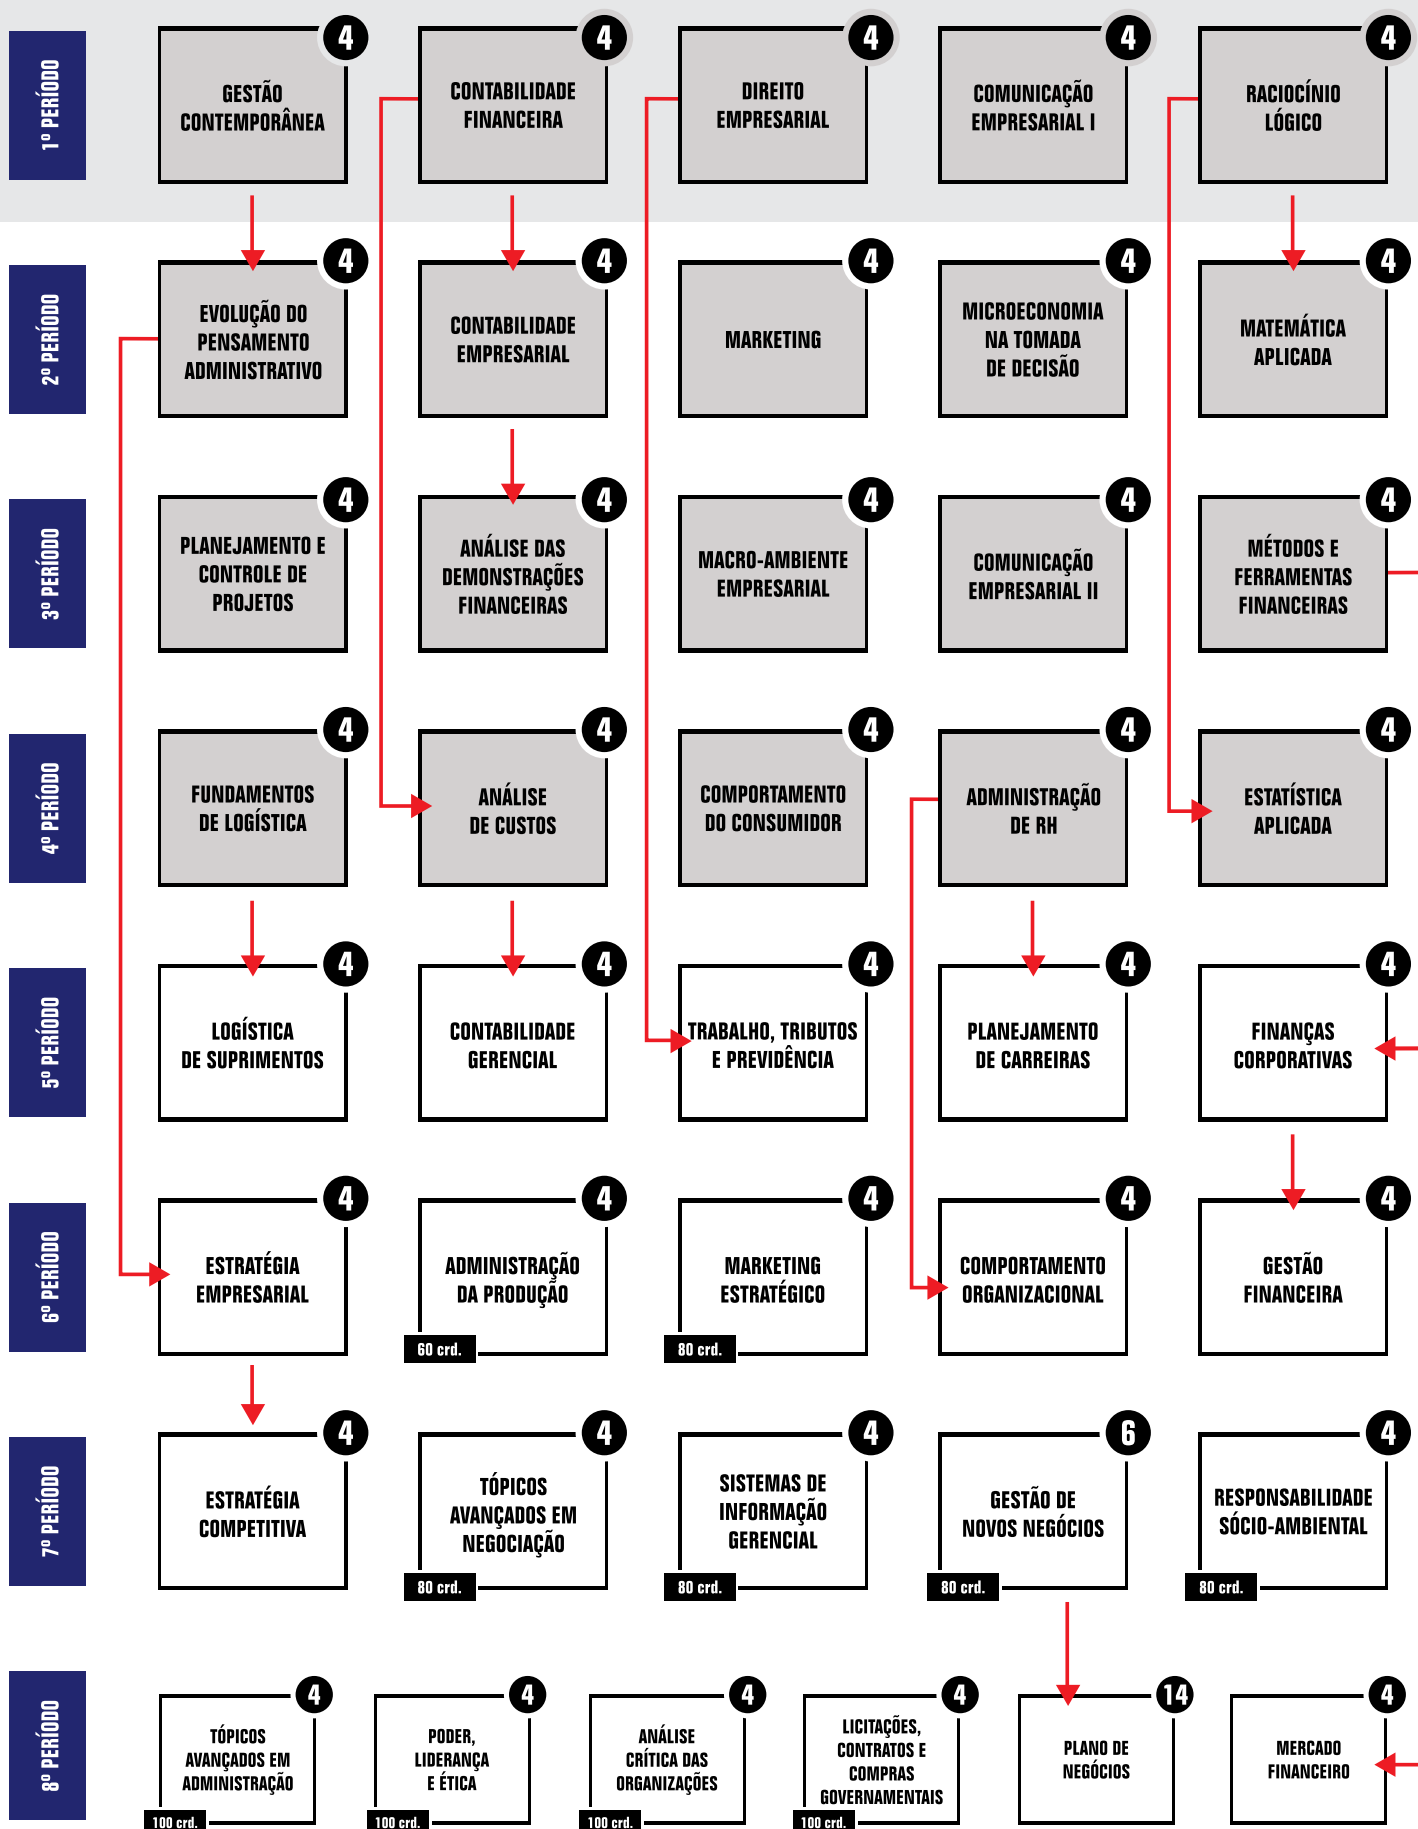 1º PERÍODO
4
GESTÃO
CONTEMPORÂNEA
4
CONTABILIDADE
FINANCEIRA
4
DIREITO
EMPRESARIAL
4
COMUNICAÇÃO
EMPRESARIAL I
4
RACIOCÍNIO
LÓGICO
2º PERÍODO
4
EVOLUÇÃO DO
PENSAMENTO
ADMINISTRATIVO
4
CONTABILIDADE
EMPRESARIAL
4
MARKETING
4
MICROECONOMIA
NA TOMADA
DE DECISÃO
4
MATEMÁTICA
APLICADA
3º PERÍODO
4
PLANEJAMENTO E
CONTROLE DE
PROJETOS
4
ANÁLISE DAS
DEMONSTRAÇÕES
FINANCEIRAS
4
MACRO-AMBIENTE
EMPRESARIAL
4
COMUNICAÇÃO
EMPRESARIAL II
4
MÉTODOS E
FERRAMENTAS
FINANCEIRAS
4º PERÍODO
4
FUNDAMENTOS
DE LOGÍSTICA
4
ANÁLISE
DE CUSTOS
4
COMPORTAMENTO
DO CONSUMIDOR
4
ADMINISTRAÇÃO
DE RH
4
ESTATÍSTICA
APLICADA
5º PERÍODO
4
LOGÍSTICA
DE SUPRIMENTOS
4
CONTABILIDADE
GERENCIAL
4
TRABALHO, TRIBUTOS
E PREVIDÊNCIA
4
PLANEJAMENTO
DE CARREIRAS
4
FINANÇAS
CORPORATIVAS
6º PERÍODO
4
ESTRATÉGIA
EMPRESARIAL
4
ADMINISTRAÇÃO
DA PRODUÇÃO
60 crd.
4
MARKETING
ESTRATÉGICO
80 crd.
4
COMPORTAMENTO
ORGANIZACIONAL
4
GESTÃO
FINANCEIRA
7º PERÍODO
4
ESTRATÉGIA
COMPETITIVA
4
TÓPICOS
AVANÇADOS EM
NEGOCIAÇÃO
80 crd.
4
SISTEMAS DE
INFORMAÇÃO
GERENCIAL
80 crd.
6
GESTÃO DE
NOVOS NEGÓCIOS
80 crd.
4
RESPONSABILIDADE
SÓCIO-AMBIENTAL
80 crd.
8º PERÍODO
4
TÓPICOS
AVANÇADOS EM
ADMINISTRAÇÃO
100 crd.
4
PODER,
LIDERANÇA
E ÉTICA
100 crd.
4
ANÁLISE
CRÍTICA DAS
ORGANIZAÇÕES
100 crd.
4
LICITAÇÕES,
CONTRATOS E
COMPRAS
GOVERNAMENTAIS
100 crd.
14
PLANO DE
NEGÓCIOS
4
MERCADO
FINANCEIRO